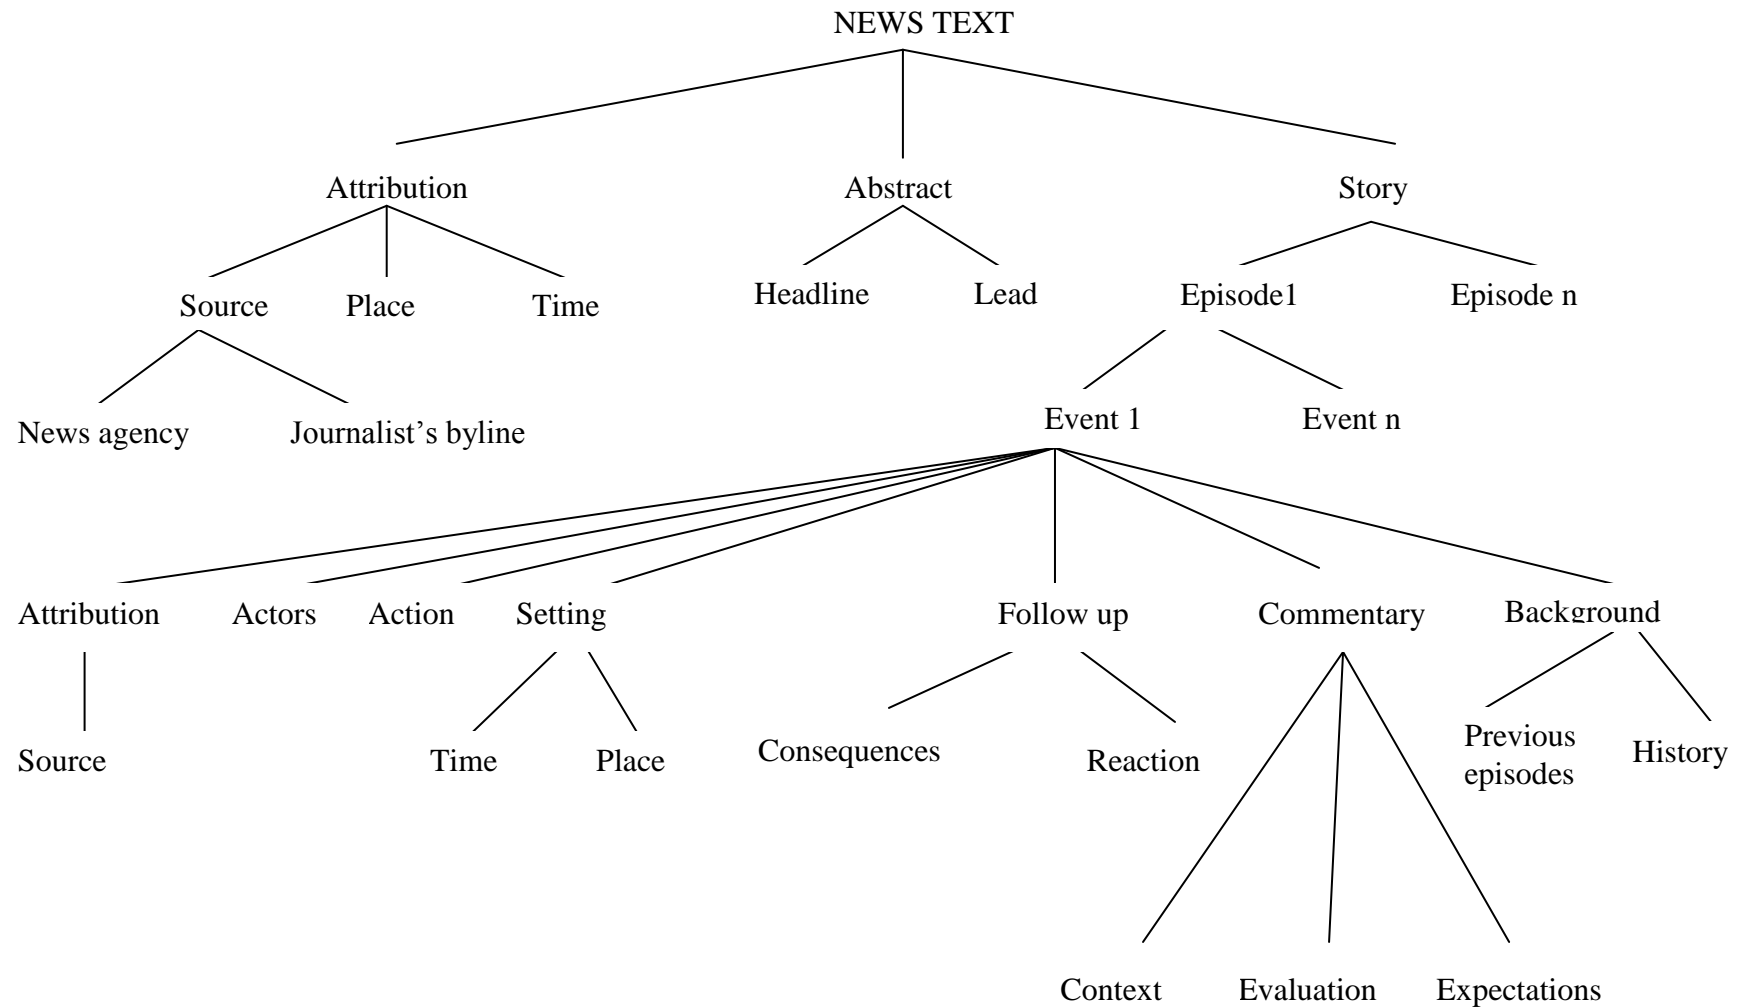 NEWS TEXT
Attribution Abstract Story
Source Place Time Headline Lead Episode1 Episode n
News agency Journalist’s byline Event 1 Event n
Attribution Actors Action Setting Follow up Commentary Background
Source Time Place Consequences Reaction Previous
episodes History
Context Evaluation Expectations